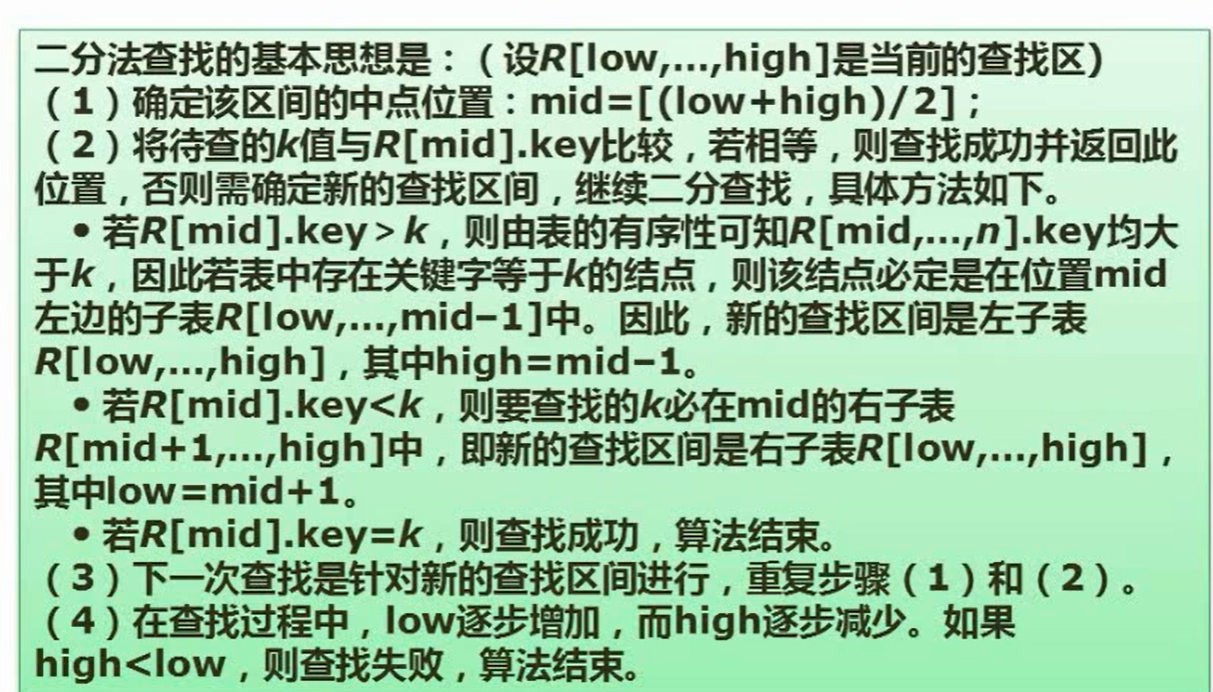 二分法查找的基本思想是：（设R[low,…,high]是当前的查找区）
（1）确定该区间的中点位置：mid=[(low+high)/2]；
（2）将待查的k值与R[mid].key比较，若相等，则查找成功并返回此
位置，否则需确定新的查找区间，继续二分查找，具体方法如下。
•若R[mid].key＞k，则由表的有序性可知R[mid,…,n].key均大
于k，因此若表中存在关键字等于k的结点，则该结点必定是在位置mid
左边的子表R[low,…,mid–1]中。因此，新的查找区间是左子表
R[low,…,high]，其中high=mid–1。
•若R[mid].key<k，则要查找的k必在mid的右子表
R[mid+1,…,high]中，即新的查找区间是右子表R[low,…,high]，
其中low=mid+1。
•若R[mid].key=k，则查找成功，算法结束。
（3）下一次查找是针对新的查找区间进行，重复步骤（1）和（2）。
（4）在查找过程中，low逐步增加，而high逐步减少。如果
high<low，则查找失败，算法结束。